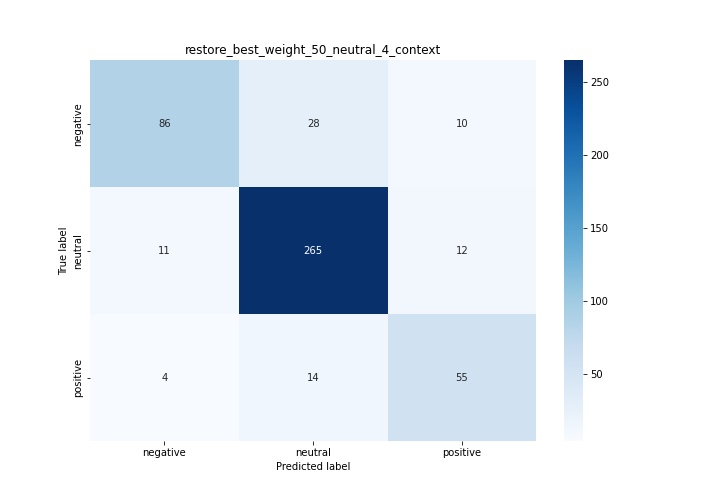 restore_best_weight_50_neutral_4_context
negative
86
28
10
250
200
True label
neutral
11
265
12
150
100
positive
4
14
55
50
negative
neutral
positive
Predicted label